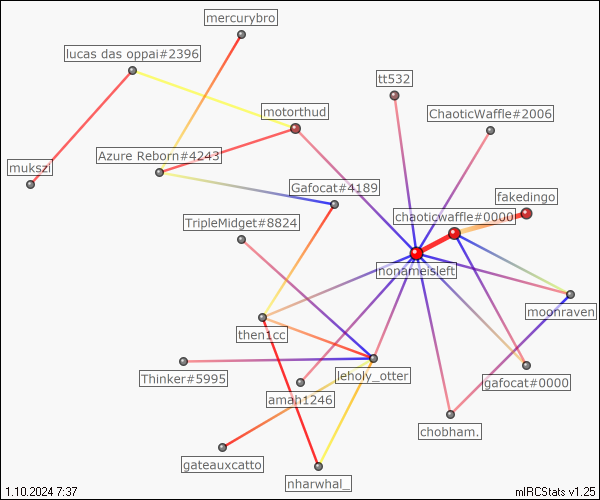 mercurybro
lucas das oppai#2396
tt532
motorthud
ChaoticWaffle#2006
Azure Reborn#4243
mukszi
Gafocat#4189
fakedingo
chaoticwaffle#0000
TripleMidget#8824
nonameisleft
moonraven
then1cc
Thinker#5995
leholy_otter
gafocat#0000
amah1246
chobham.
gateauxcatto
nharwhal_
1.10.2024 7:37
mIRCStats v1.25